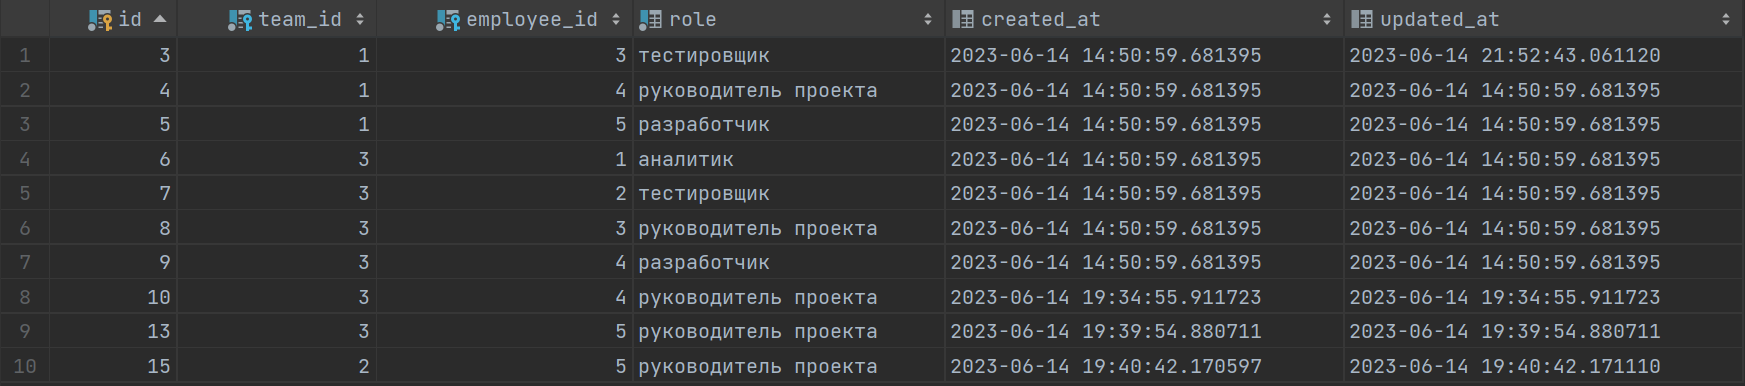 id team_id employee_id role created_at updated_at
1 3 1 3 тестировщик 2023-06-14 14:50:59.681395 2023-06-14 21:52:43.061120
2 4 1 4 руководитель проекта 2023-06-14 14:50:59.681395 2023-06-14 14:50:59.681395
3 5 1 5 разработчик 2023-06-14 14:50:59.681395 2023-06-14 14:50:59.681395
4 6 3 1 аналитик 2023-06-14 14:50:59.681395 2023-06-14 14:50:59.681395
5 7 3 2 тестировщик 2023-06-14 14:50:59.681395 2023-06-14 14:50:59.681395
6 8 3 3 руководитель проекта 2023-06-14 14:50:59.681395 2023-06-14 14:50:59.681395
7 9 3 4 разработчик 2023-06-14 14:50:59.681395 2023-06-14 14:50:59.681395
8 10 3 4 руководитель проекта 2023-06-14 19:34:55.911723 2023-06-14 19:34:55.911723
9 13 3 5 руководитель проекта 2023-06-14 19:39:54.880711 2023-06-14 19:39:54.880711
10 15 2 5 руководитель проекта 2023-06-14 19:40:42.170597 2023-06-14 19:40:42.171110